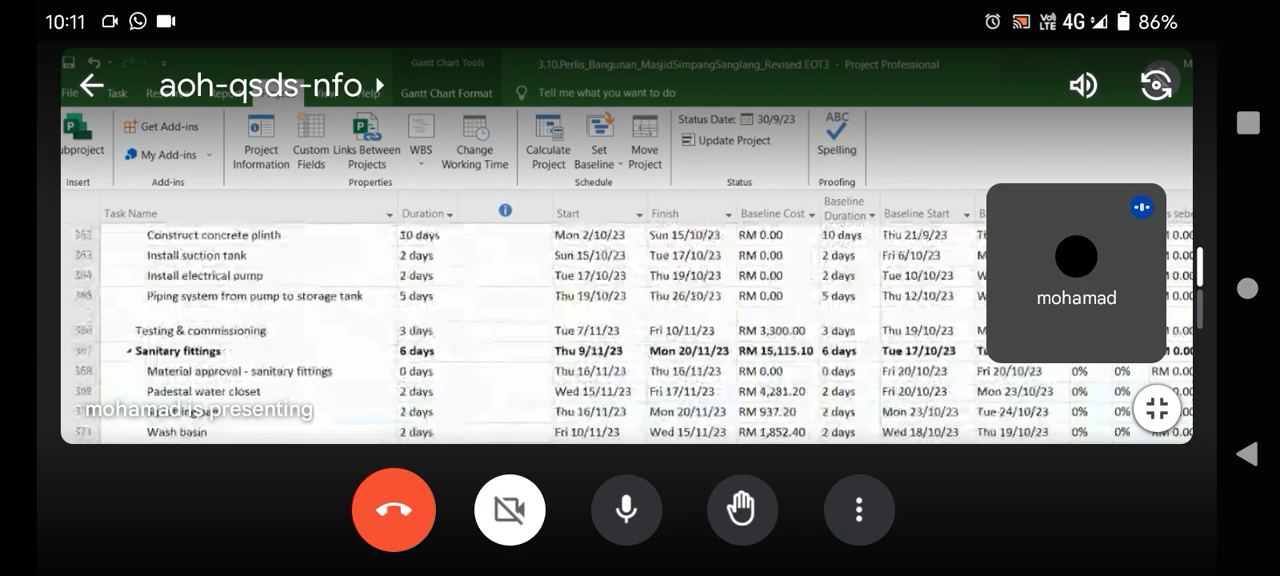 10:11 4G 86%
Gantt Chart Tools 3.10.Perlis_Bangunan_MasjidSimpangSanglang_Revised EOT3 - Project Professional
aoh-qsds-nfo
File Task Help Gantt Chart Format Tell me what you want to do
Get Add-ins
My Add-ins
Project Information
Custom Fields
Links Between Projects
WBS
Change Working Time
Calculate Project
Set Baseline
Move Project
Status Date: 30/9/23
Update Project
ABC
Spelling
Insert Add-ins Properties Schedule Status Proofing
Task Name Duration Start Finish Baseline Cost Baseline Duration Baseline Start
Construct concrete plinth 10 days Mon 2/10/23 Sun 15/10/23 RM 0.00 10 days Thu 21/9/23
Install suction tank 2 days Sun 15/10/23 Tue 17/10/23 RM 0.00 2 days Fri 6/10/23
Install electrical pump 2 days Tue 17/10/23 Thu 19/10/23 RM 0.00 2 days Tue 10/10/23
Piping system from pump to storage tank 5 days Thu 19/10/23 Thu 26/10/23 RM 0.00 5 days Thu 12/10/23
Testing & commissioning 3 days Tue 7/11/23 Fri 10/11/23 RM 3,300.00 3 days Thu 19/10/23
Sanitary fittings 6 days Thu 9/11/23 Mon 20/11/23 RM 15,115.10 6 days Tue 17/10/23
368 Material approval - sanitary fittings 0 days Thu 16/11/23 Thu 16/11/23 RM 0.00 0 days Fri 20/10/23 Fri 20/10/23 0% 0% RM 0.00
369 Padestal water closet 2 days Wed 15/11/23 Fri 17/11/23 RM 4,281.20 2 days Fri 20/10/23 Mon 23/10/23 0% 0%
2 days Thu 16/11/23 Mon 20/11/23 RM 937.20 2 days Mon 23/10/23 Tue 24/10/23 0% 0%
371 Wash basin 2 days Fri 10/11/23 Wed 15/11/23 RM 1,852.40 2 days Wed 18/10/23 Thu 19/10/23 0% 0% RM 0.00
mohamad is presenting
mohamad